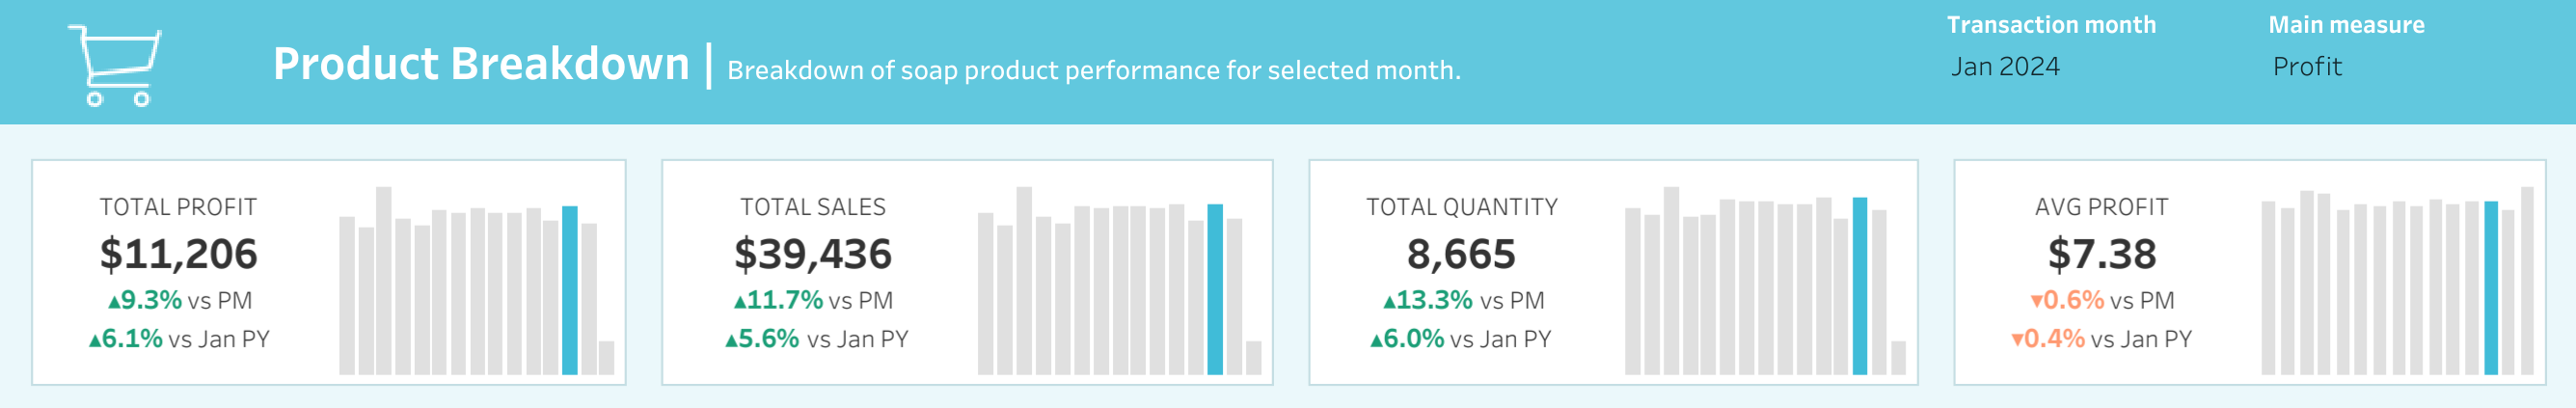 Product Breakdown | Breakdown of soap product performance for selected month.
Transaction month
Jan 2024
Main measure
Profit
TOTAL PROFIT
$11,206
▲9.3% vs PM
▲6.1% vs Jan PY
TOTAL SALES
$39,436
▲11.7% vs PM
▲5.6% vs Jan PY
TOTAL QUANTITY
8,665
▲13.3% vs PM
▲6.0% vs Jan PY
AVG PROFIT
$7.38
▼0.6% vs PM
▼0.4% vs Jan PY